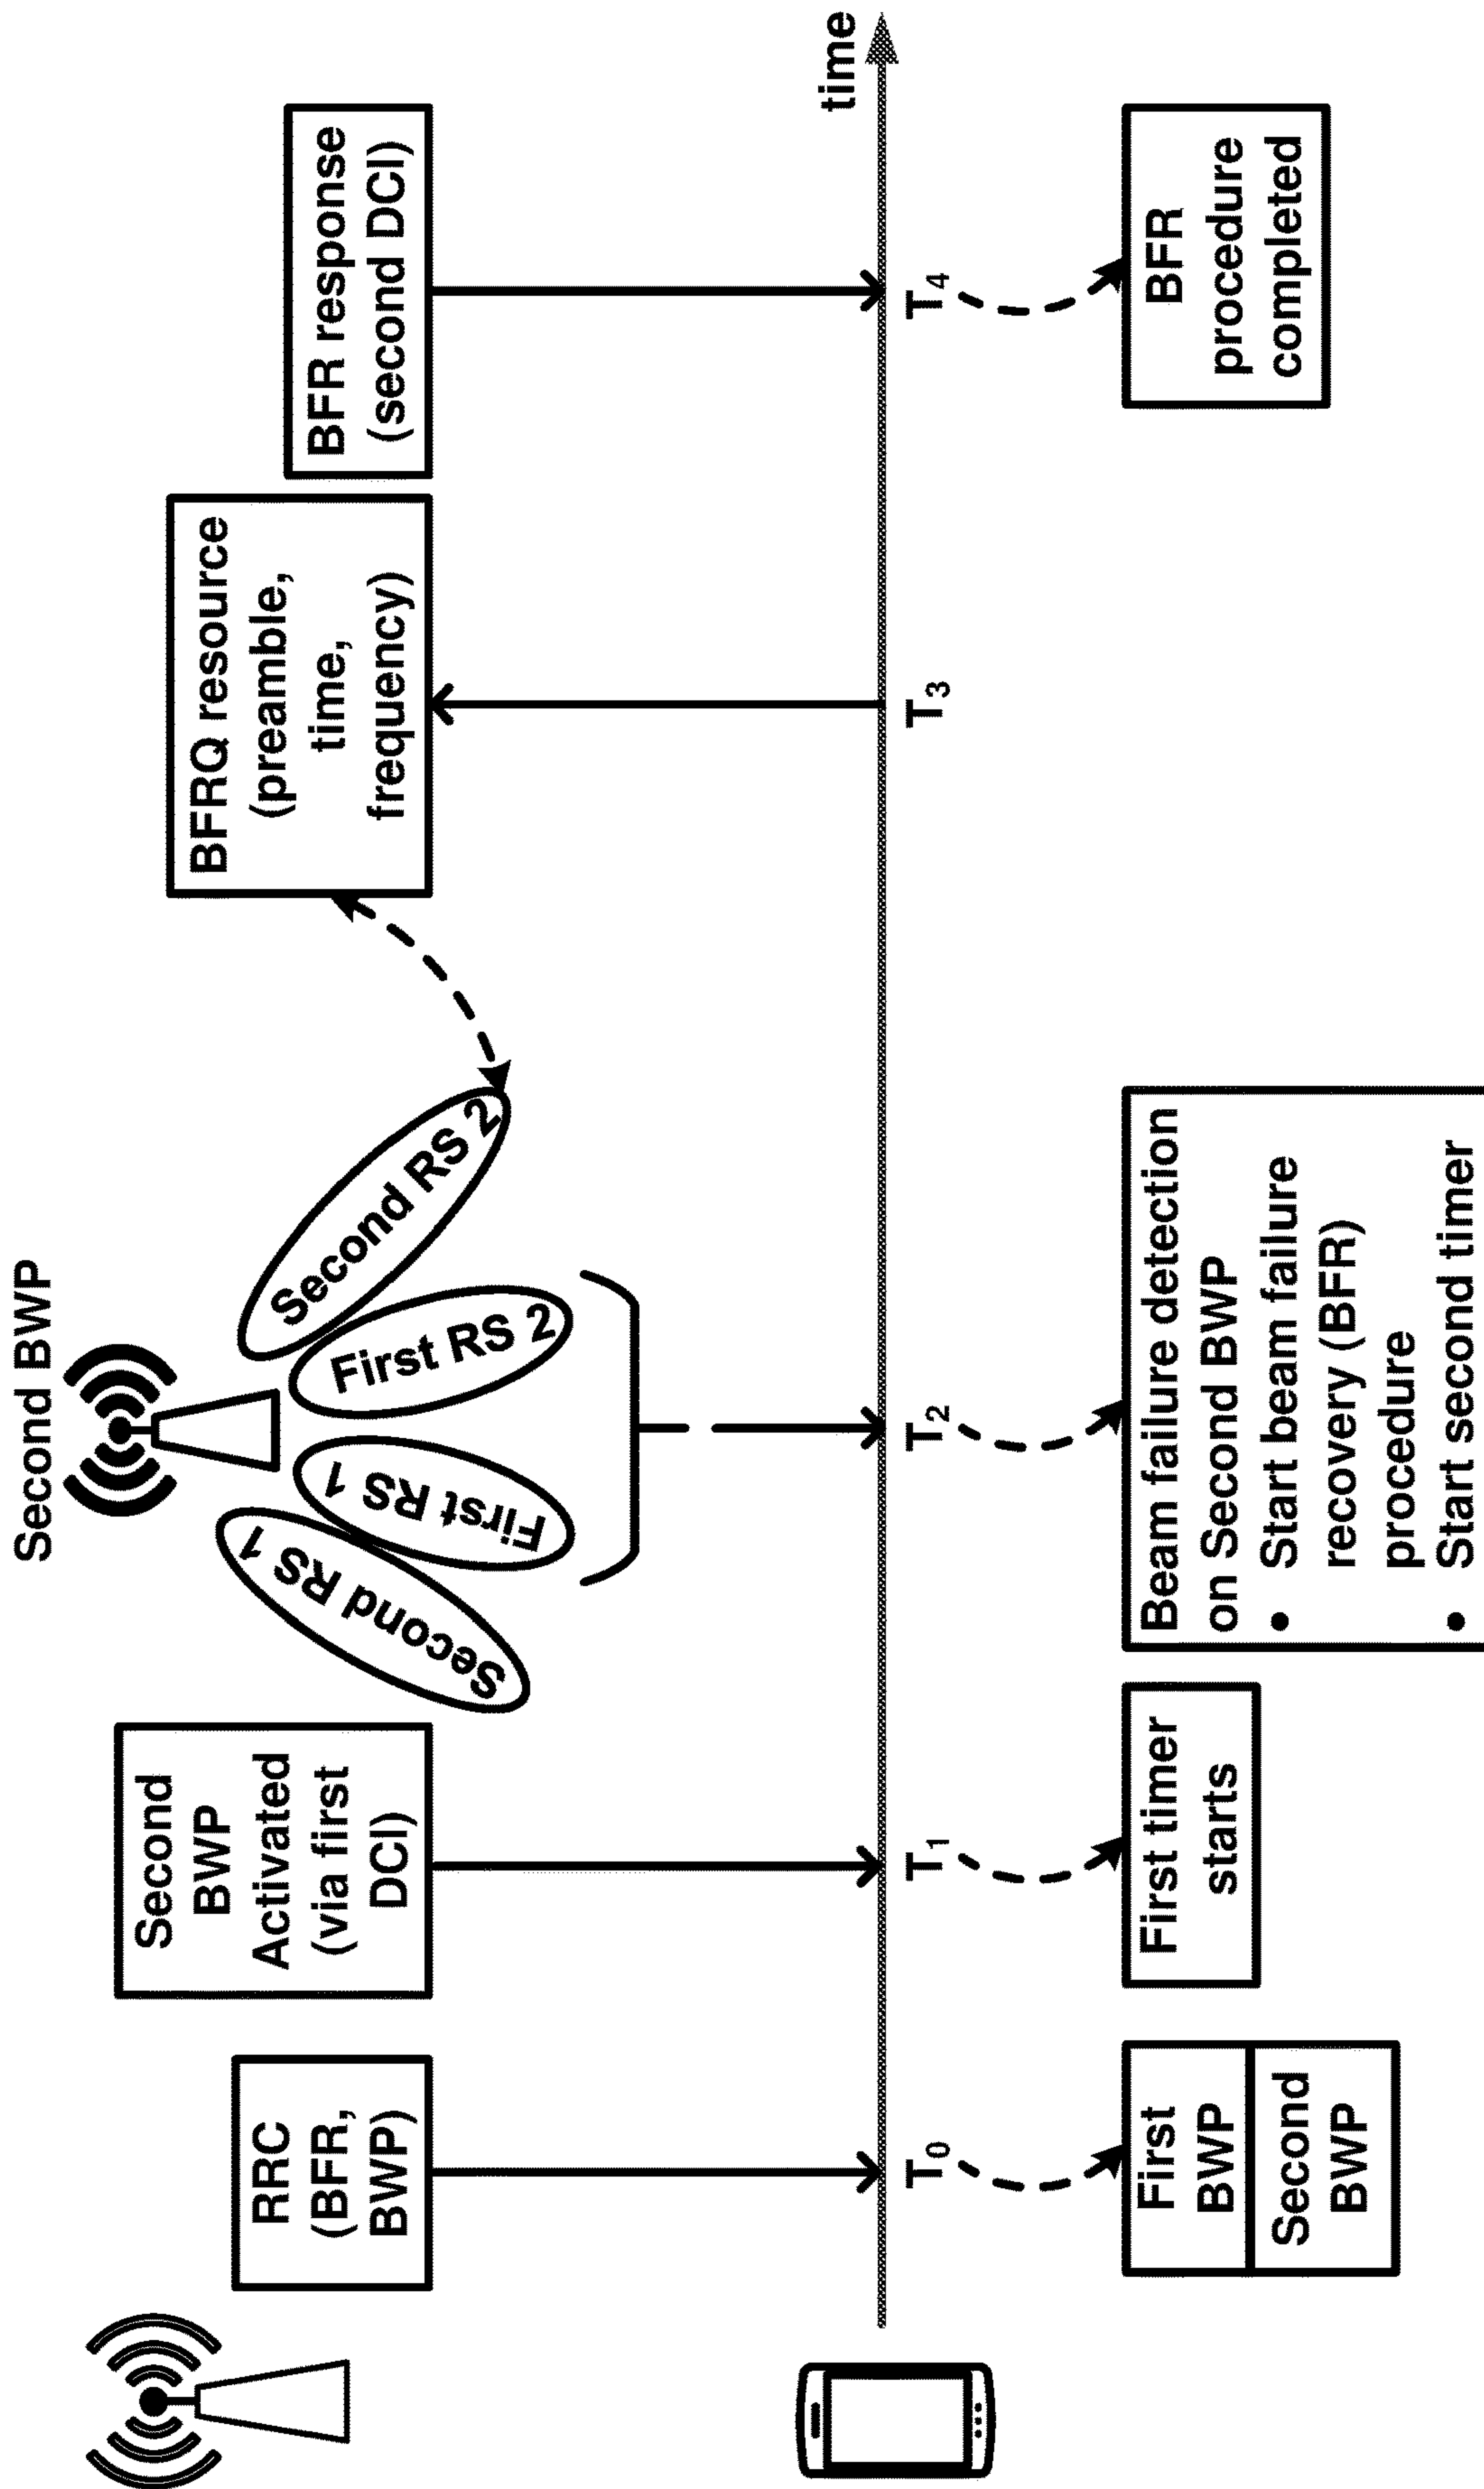 Second BWP
RRC
(BFR,
BWP)
Second
BWP
Activated
(via first
DCI)
Second RS 1
First RS 1
First RS 2
Second RS 2
BFRQ resource
(preamble,
time,
frequency)
BFR response
(second DCI)
time
T0
T1
T2
T3
T4
First
BWP
Second
BWP
First timer
starts
Beam failure detection
on Second BWP
• Start beam failure
recovery (BFR)
procedure
• Start second timer
BFR
procedure
completed